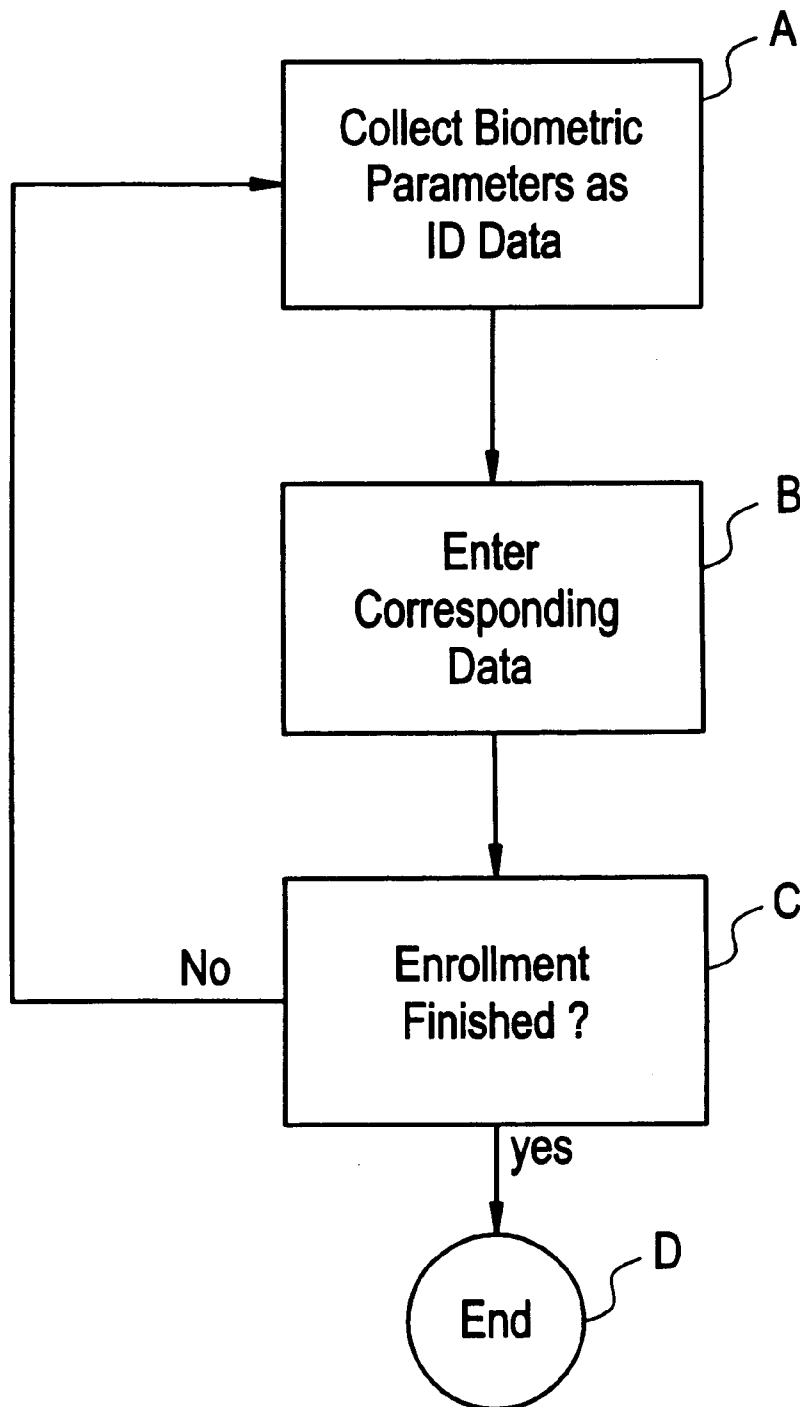 A
Collect Biometric
Parameters as
ID Data
B
Enter
Corresponding
Data
C
No
Enrollment
Finished ?
yes
D
End